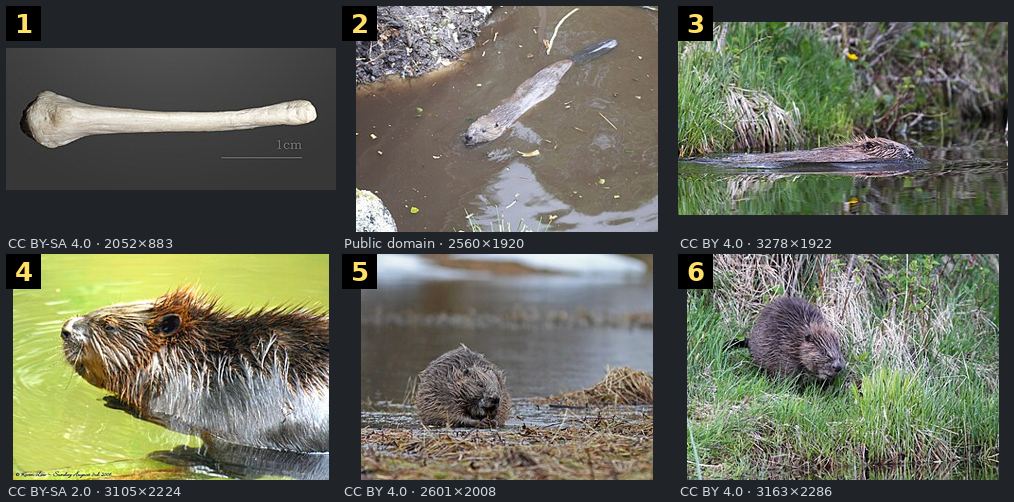 1
2
3
1cm
CC BY-SA 4.0 · 2052×883
Public domain · 2560×1920
CC BY 4.0 · 3278×1922
4
5
6
CC BY-SA 2.0 · 3105×2224
CC BY 4.0 · 2601×2008
CC BY 4.0 · 3163×2286